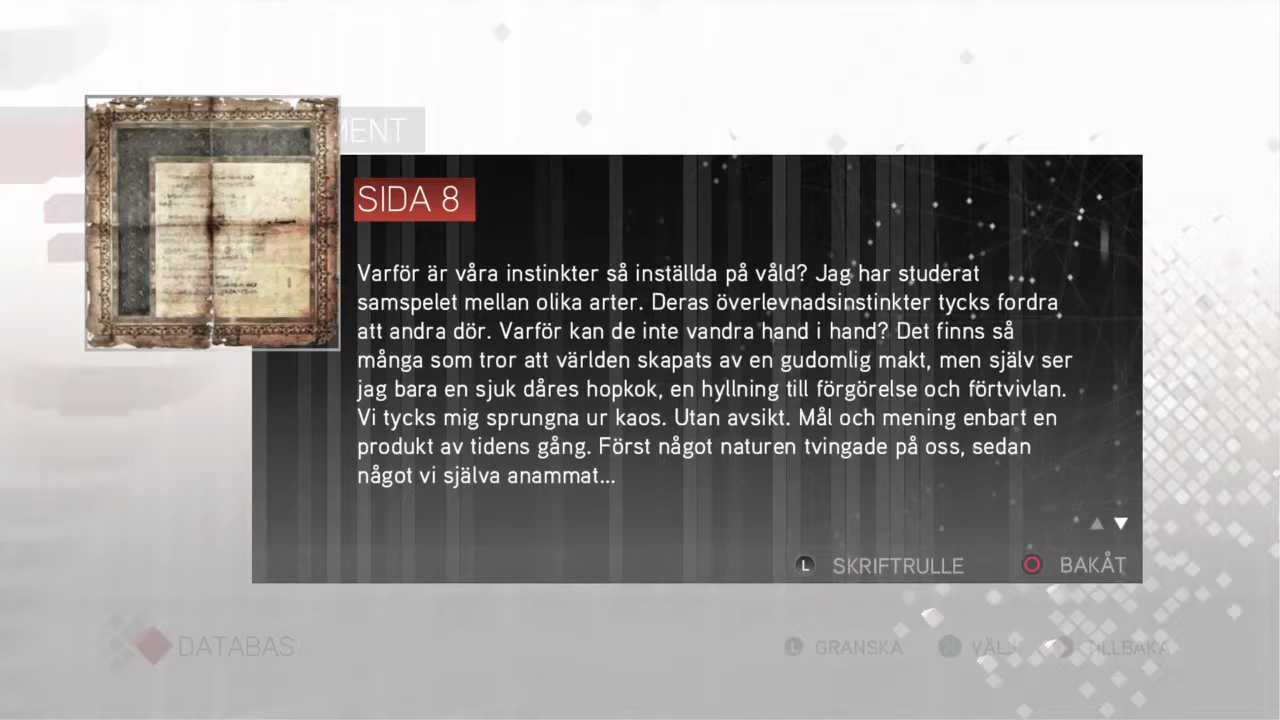 MENT
SIDA 8
Varför är våra instinkter så inställda på våld? Jag har studerat
samspelet mellan olika arter. Deras överlevnadsinstinkter tycks fordra
att andra dör. Varför kan de inte vandra hand i hand? Det finns så
många som tror att världen skapats av en gudomlig makt, men själv ser
jag bara en sjuk dåres hopkok, en hyllning till förgörelse och förtvivlan.
Vi tycks mig sprungna ur kaos. Utan avsikt. Mål och mening enbart en
produkt av tidens gång. Först något naturen tvingade på oss, sedan
något vi själva anammat...
L SKRIFTRULLE BAKÅT
DATABAS L GRANSKA VÄLJ TILLBAKA